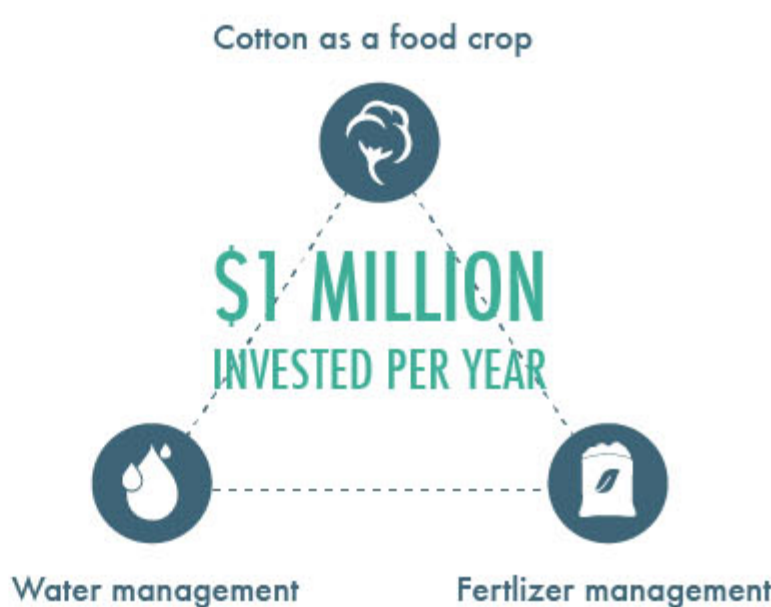 Cotton as a food crop
$1 MILLION
INVESTED PER YEAR
Water management
Fertlizer management